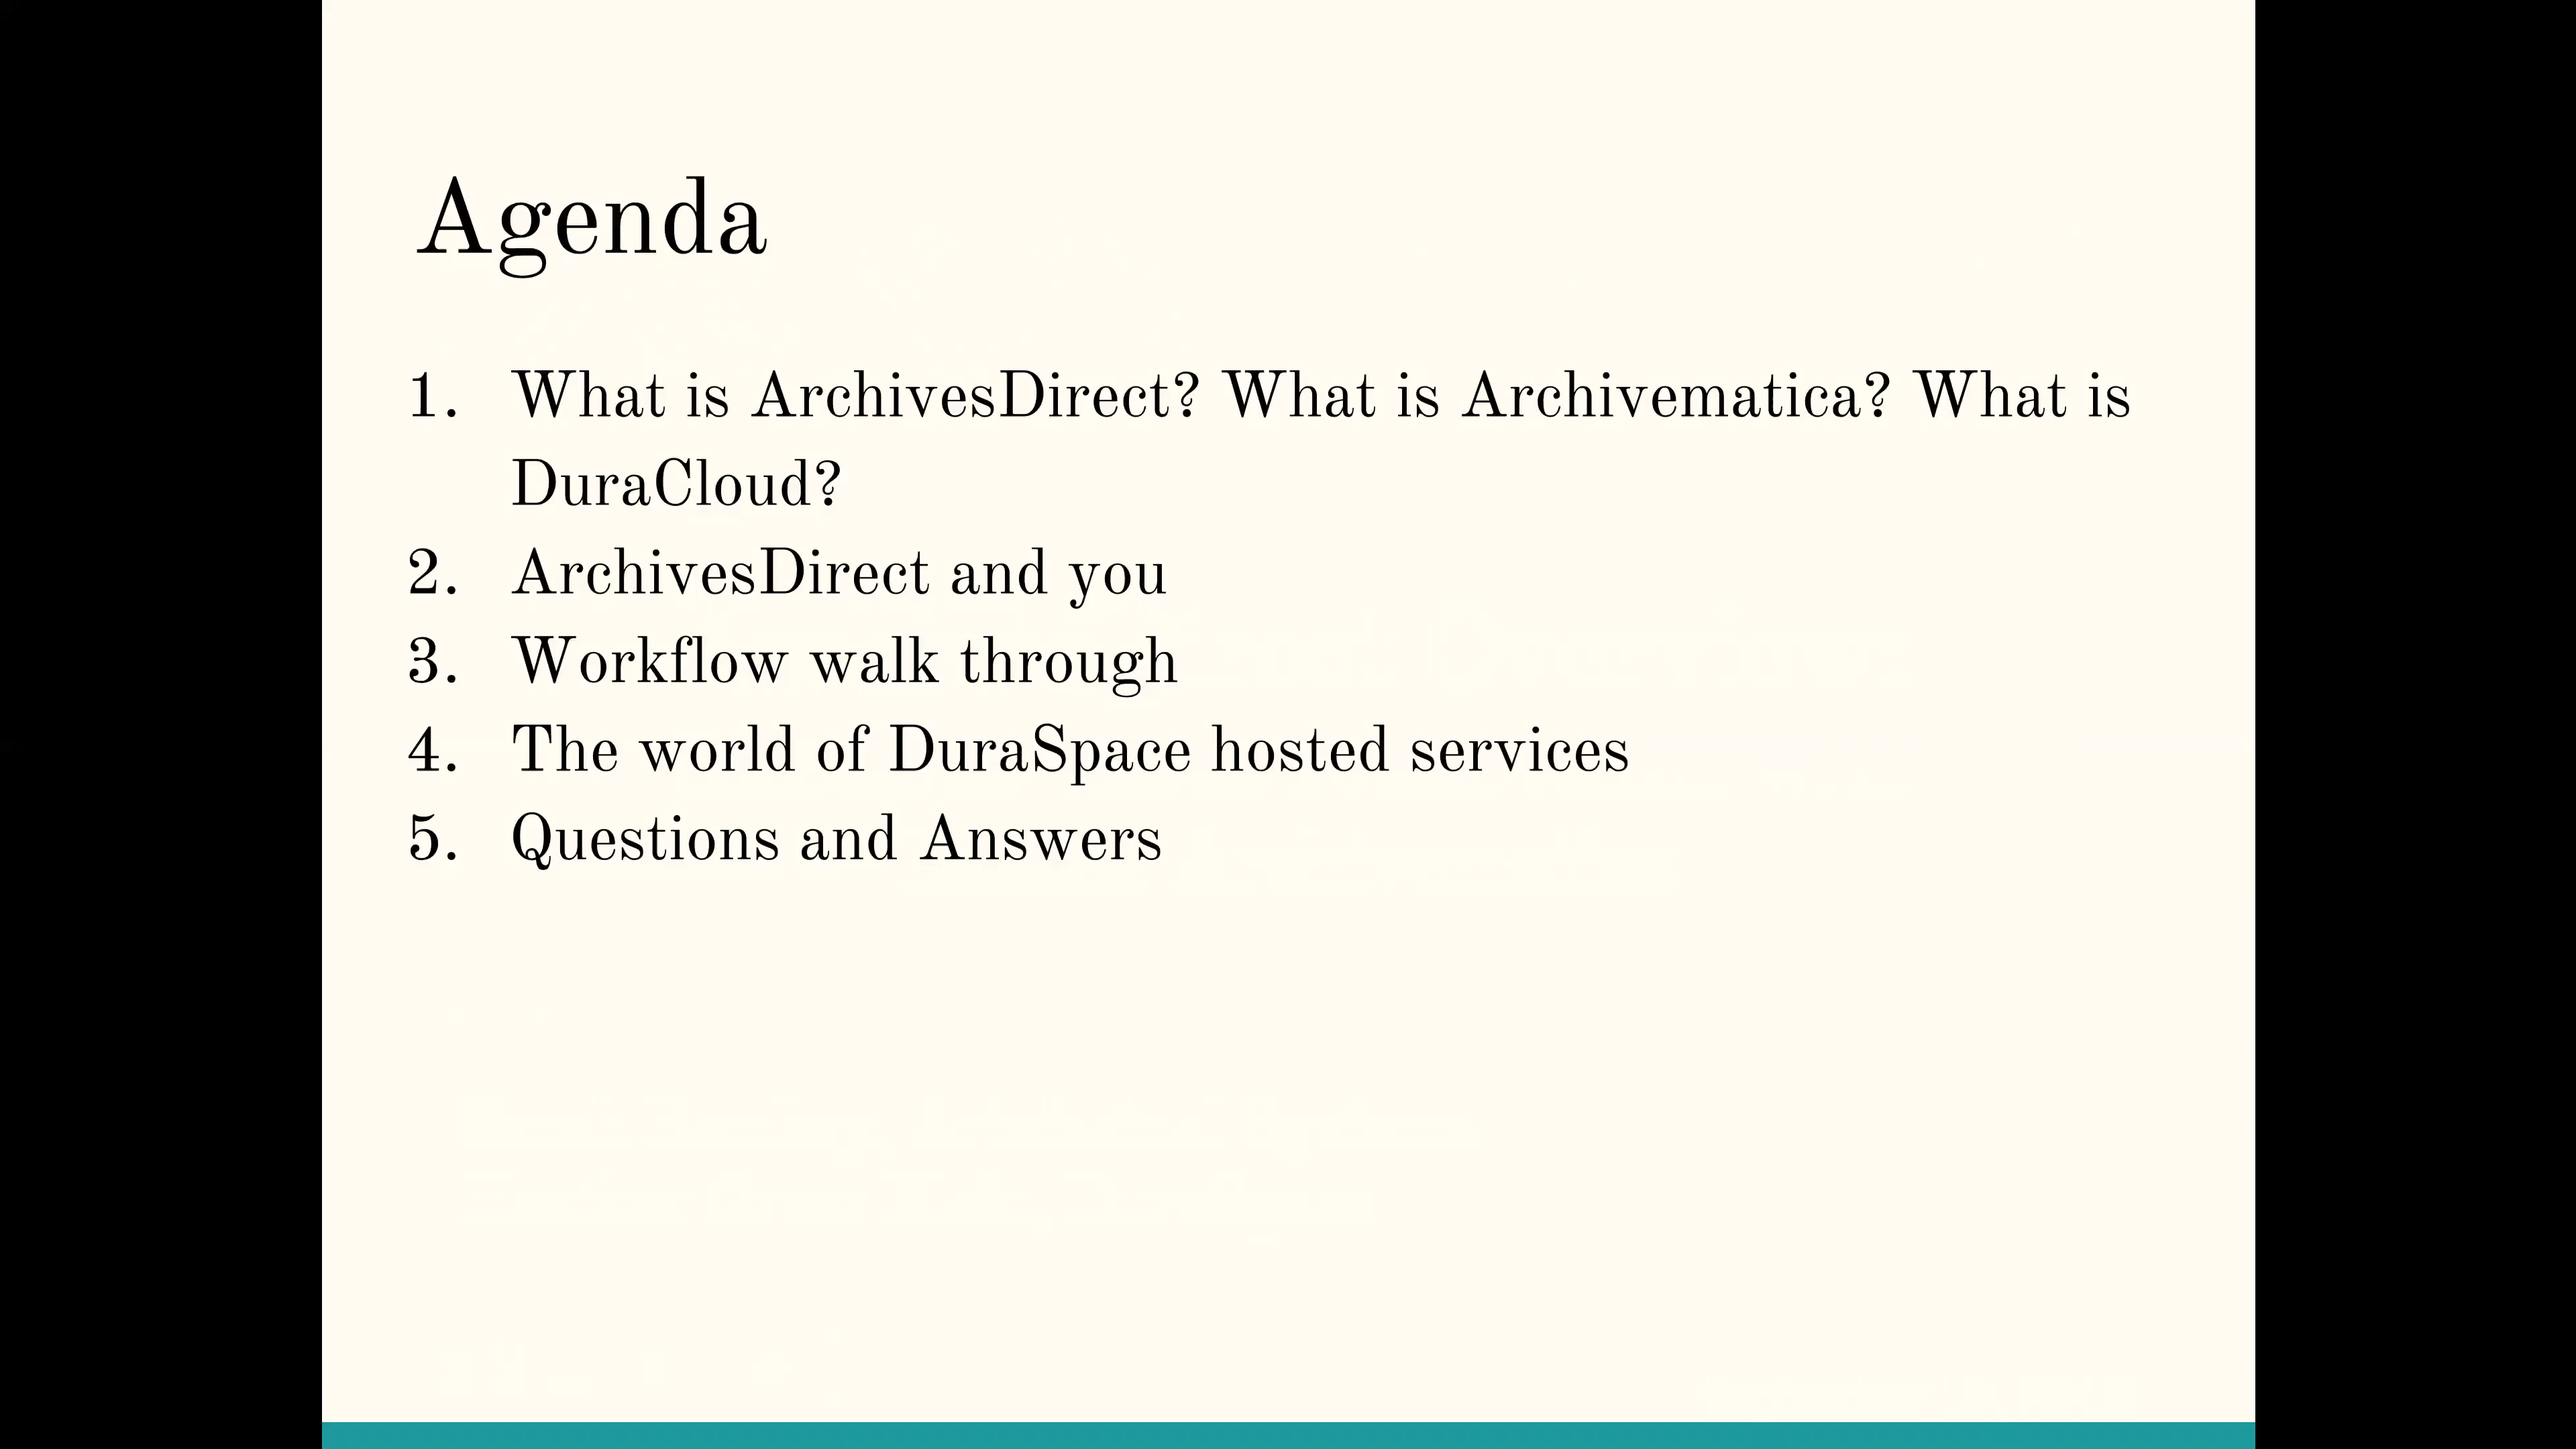 Agenda
1. What is ArchivesDirect? What is Archivematica? What is
DuraCloud?
2. ArchivesDirect and you
3. Workflow walk through
4. The world of DuraSpace hosted services
5. Questions and Answers